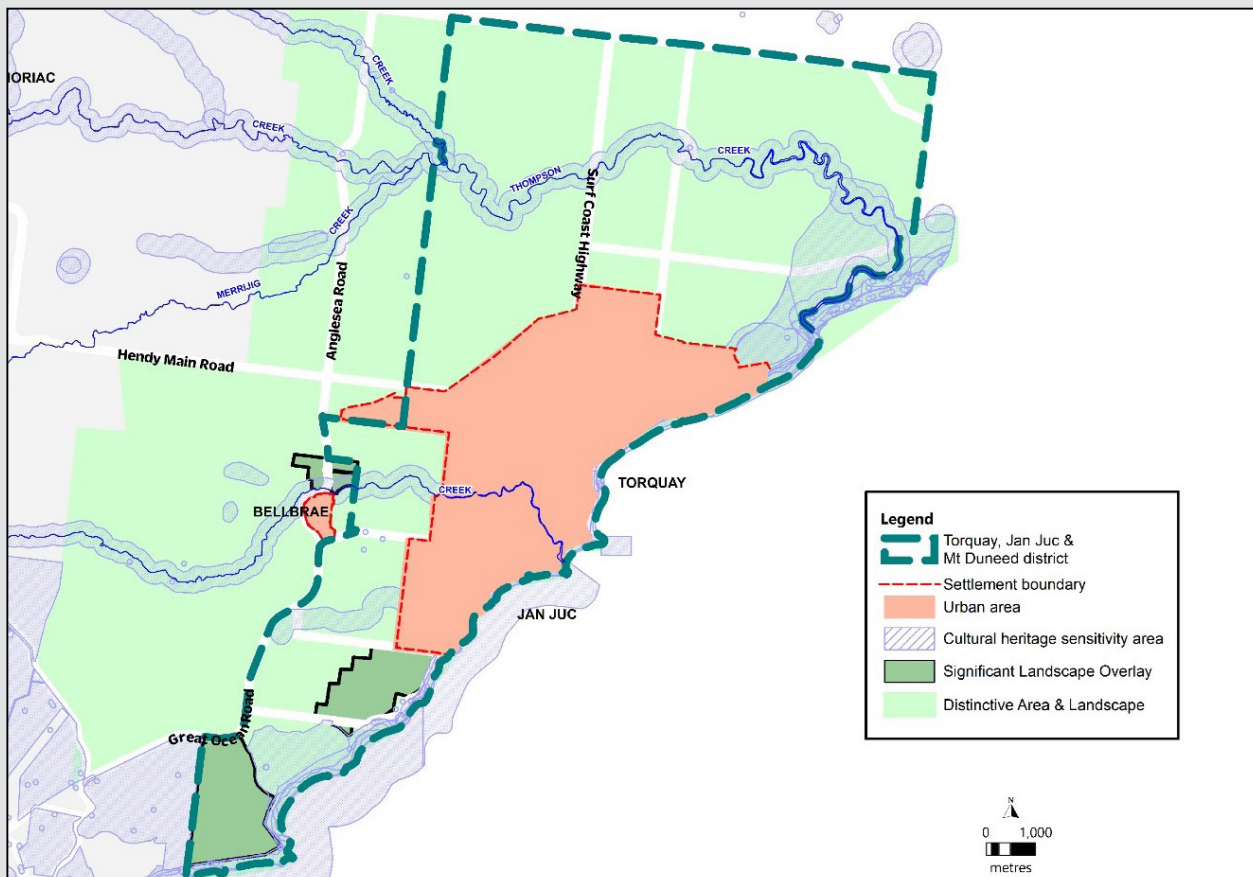 CREEK
IORIAC
CREEK
CREEK
THOMPSON
Surf Coast Highway
CREEK
MERRIJIG
Anglesea Road
Hendy Main Road
CREEK
TORQUAY
BELLBRAE
JAN JUC
Great Ocean Road
Legend
Torquay, Jan Juc &
Mt Duneed district
Settlement boundary
Urban area
Cultural heritage sensitivity area
Significant Landscape Overlay
Distinctive Area & Landscape
N
0 1,000
metres